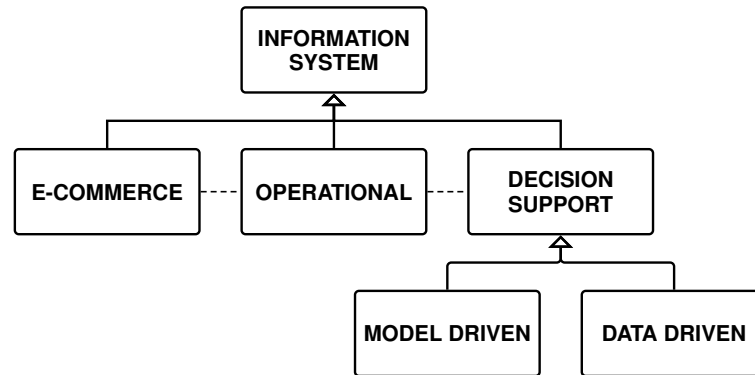 INFORMATION
SYSTEM
E-COMMERCE
OPERATIONAL
DECISION
SUPPORT
MODEL DRIVEN
DATA DRIVEN